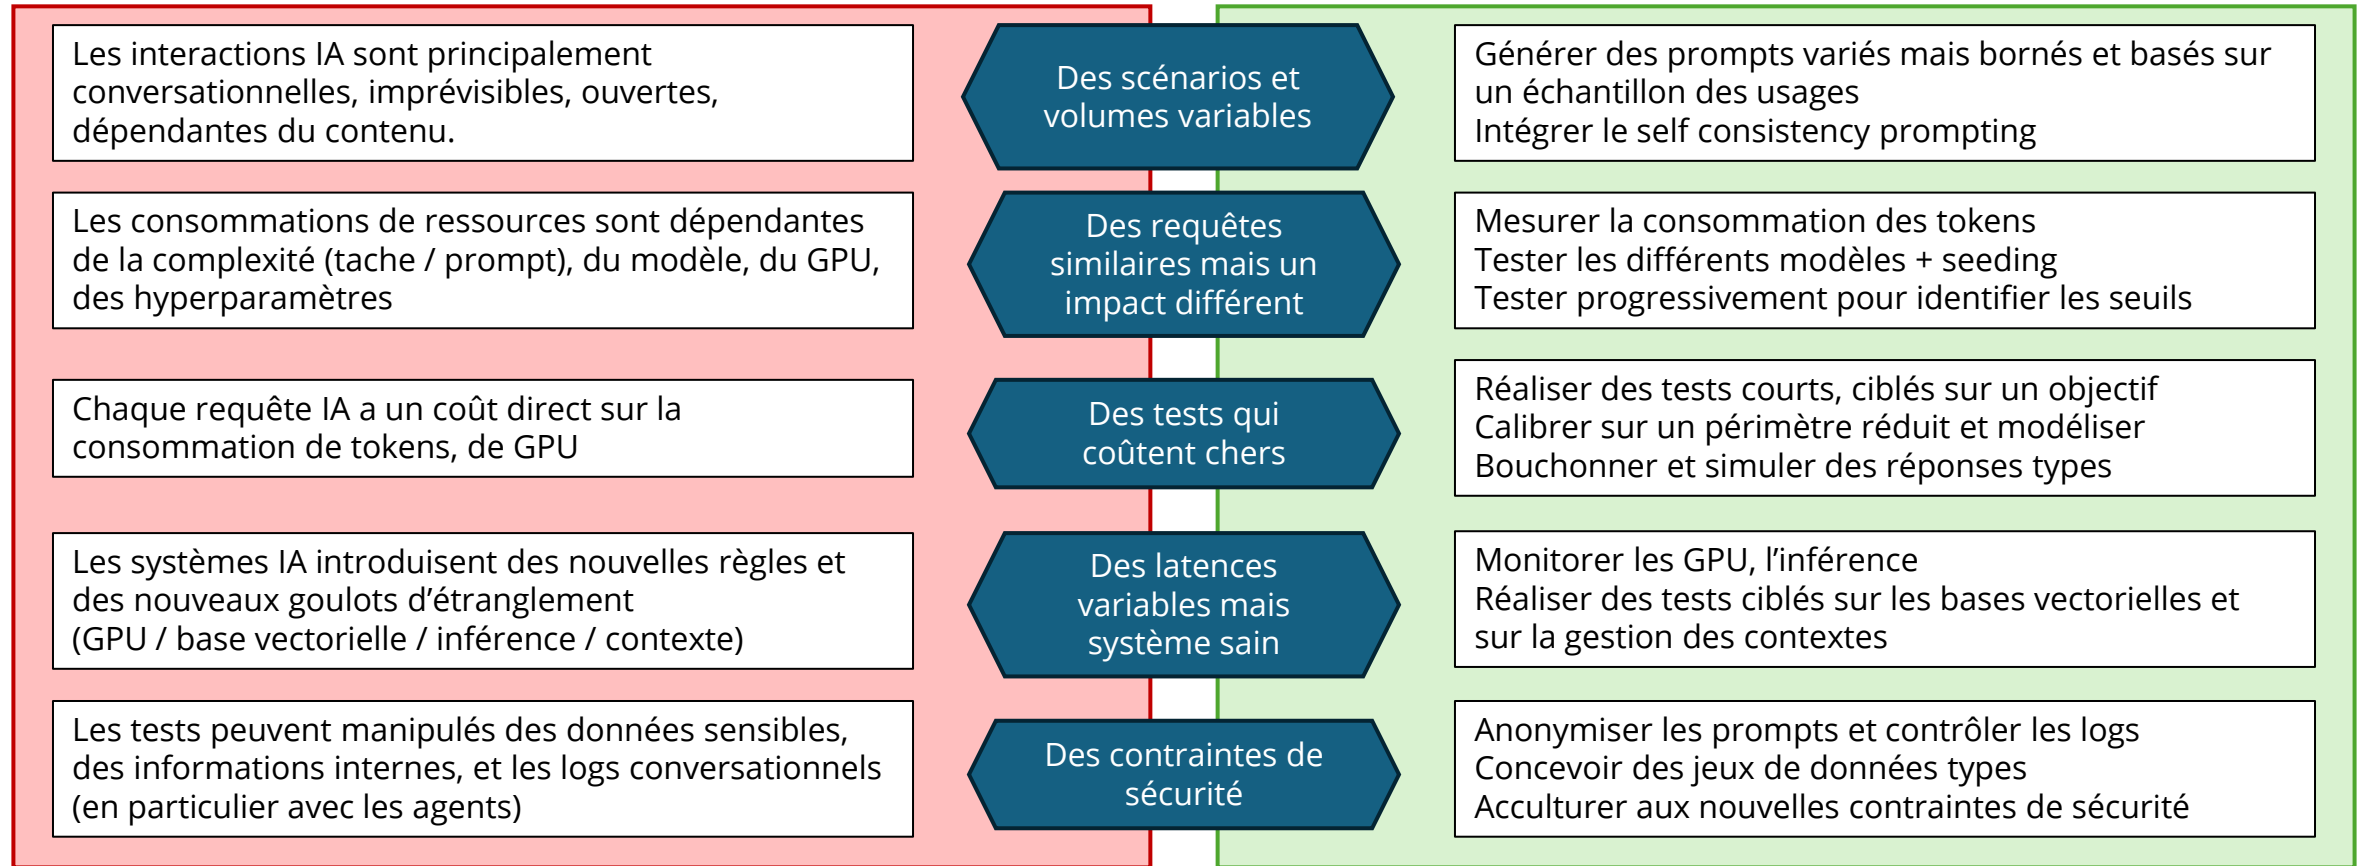 Les interactions IA sont principalement
conversationnelles, imprévisibles, ouvertes,
dépendantes du contenu.
Des scénarios et
volumes variables
Générer des prompts variés mais bornés et basés sur
un échantillon des usages
Intégrer le self consistency prompting
Les consommations de ressources sont dépendantes
de la complexité (tache / prompt), du modèle, du GPU,
des hyperparamètres
Des requêtes
similaires mais un
impact différent
Mesurer la consommation des tokens
Tester les différents modèles + seeding
Tester progressivement pour identifier les seuils
Chaque requête IA a un coût direct sur la
consommation de tokens, de GPU
Des tests qui
coûtent chers
Réaliser des tests courts, ciblés sur un objectif
Calibrer sur un périmètre réduit et modéliser
Bouchonner et simuler des réponses types
Les systèmes IA introduisent des nouvelles règles et
des nouveaux goulots d’étranglement
(GPU / base vectorielle / inférence / contexte)
Des latences
variables mais
système sain
Monitorer les GPU, l’inférence
Réaliser des tests ciblés sur les bases vectorielles et
sur la gestion des contextes
Les tests peuvent manipulés des données sensibles,
des informations internes, et les logs conversationnels
(en particulier avec les agents)
Des contraintes de
sécurité
Anonymiser les prompts et contrôler les logs
Concevoir des jeux de données types
Acculturer aux nouvelles contraintes de sécurité